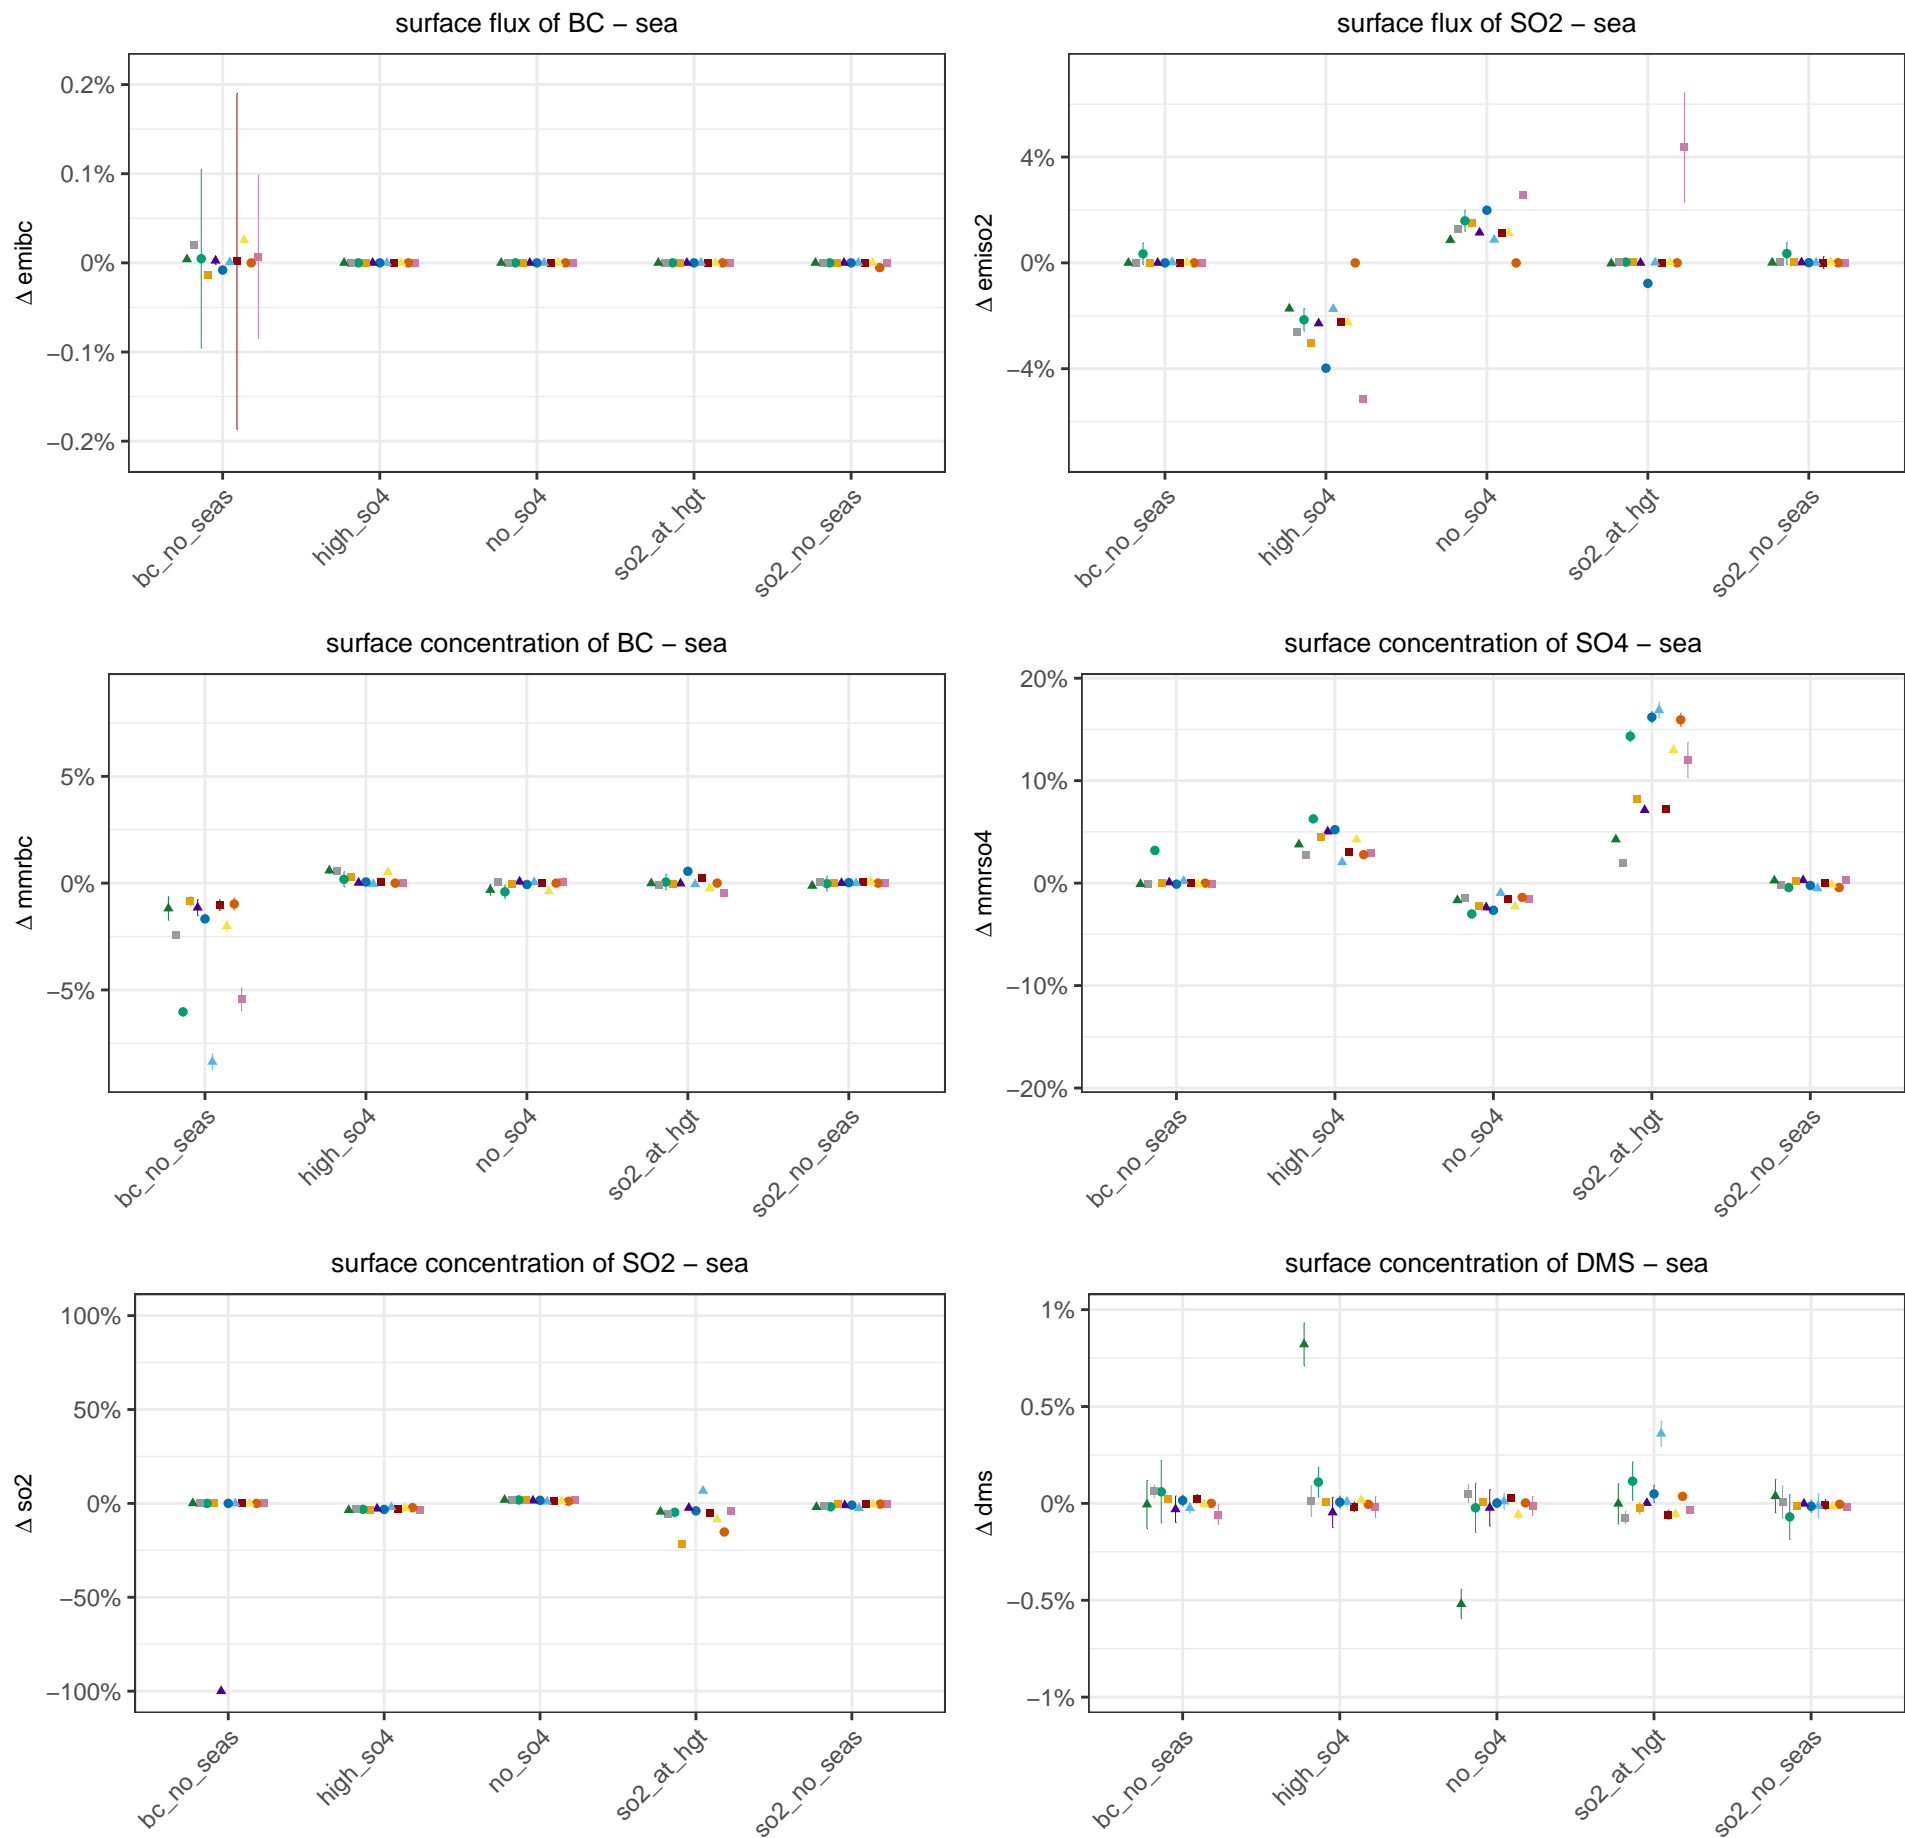 surface flux of BC – sea
Δ emibc
0.2%
0.1%
0%
−0.1%
−0.2%
bc_no_seas
high_so4
no_so4
so2_at_hgt
so2_no_seas
surface flux of SO2 – sea
Δ emiso2
4%
0%
−4%
bc_no_seas
high_so4
no_so4
so2_at_hgt
so2_no_seas
surface concentration of BC – sea
Δ mmrbc
5%
0%
−5%
bc_no_seas
high_so4
no_so4
so2_at_hgt
so2_no_seas
surface concentration of SO4 – sea
Δ mmrso4
20%
10%
0%
−10%
−20%
bc_no_seas
high_so4
no_so4
so2_at_hgt
so2_no_seas
surface concentration of SO2 – sea
Δ so2
100%
50%
0%
−50%
−100%
bc_no_seas
high_so4
no_so4
so2_at_hgt
so2_no_seas
surface concentration of DMS – sea
Δ dms
1%
0.5%
0%
−0.5%
−1%
bc_no_seas
high_so4
no_so4
so2_at_hgt
so2_no_seas